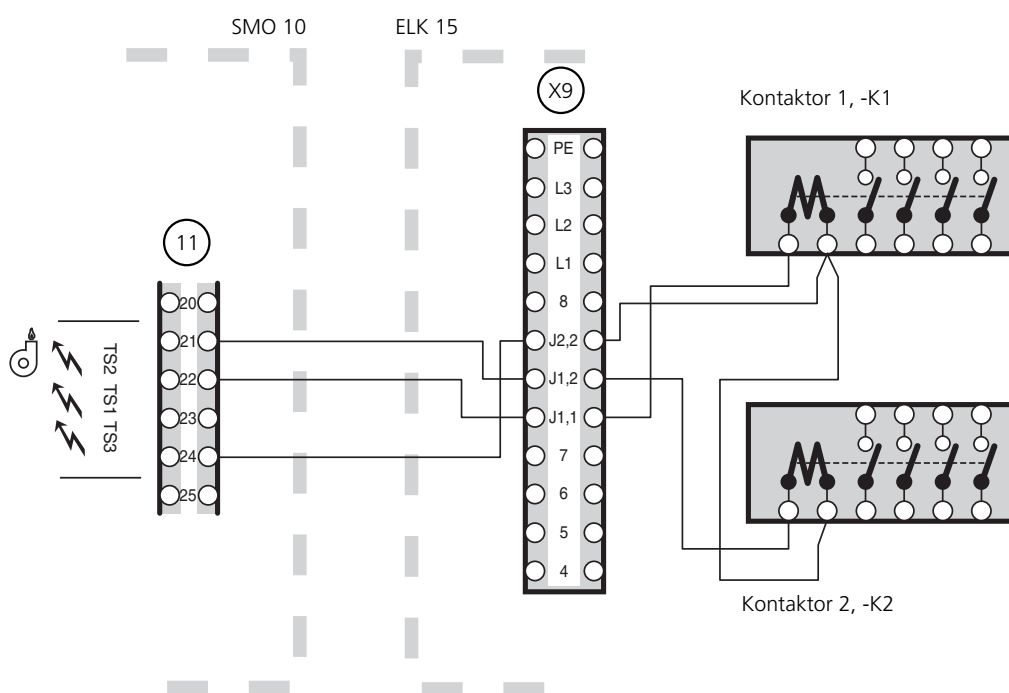 SMO 10
ELK 15
X9
Kontaktor 1, -K1
PE
L3
L2
L1
8
J2,2
J1,2
J1,1
7
6
5
4
11
20
21
22
23
24
25
TS2 TS1 TS3
Kontaktor 2, -K2